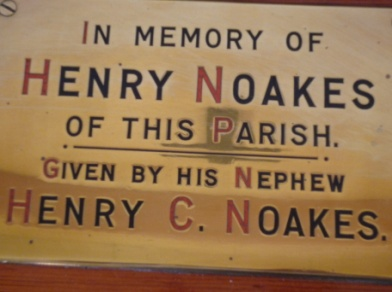 IN MEMORY OF
HENRY NOAKES
OF THIS PARISH.
GIVEN BY HIS NEPHEW
HENRY C. NOAKES.